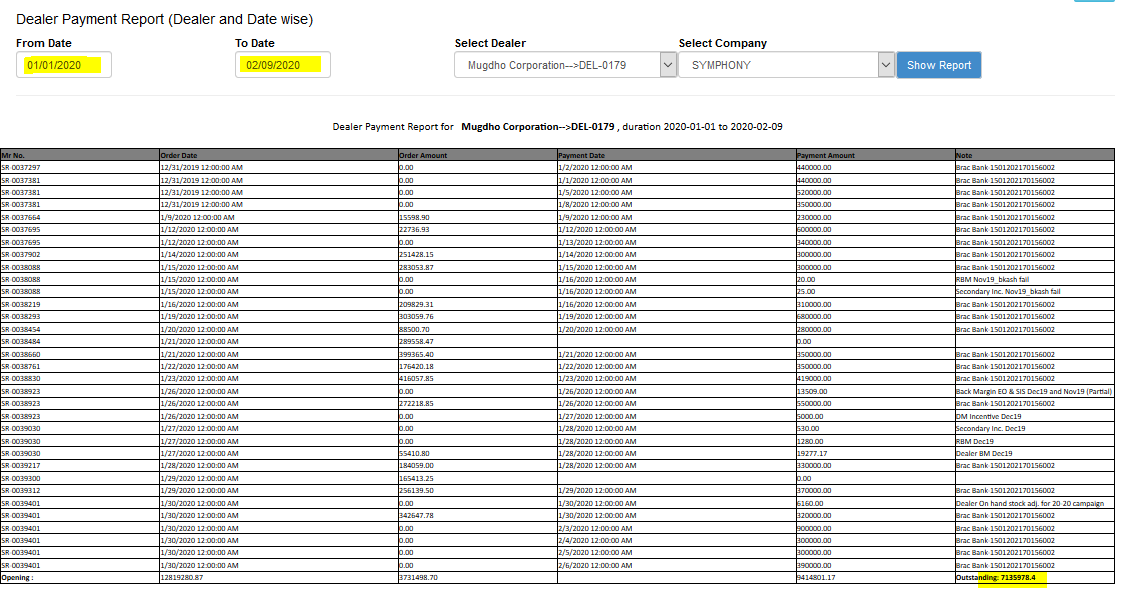 Dealer Payment Report (Dealer and Date wise)
From Date To Date Select Dealer Select Company
01/01/2020 02/09/2020 Mugdho Corporation-->DEL-0179 SYMPHONY Show Report
Dealer Payment Report for Mugdho Corporation-->DEL-0179 , duration 2020-01-01 to 2020-02-09
Mr No. Order Date Order Amount Payment Date Payment Amount Note
SR-0037297 12/31/2019 12:00:00 AM 0.00 1/2/2020 12:00:00 AM 440000.00 Brac Bank-1501202170156002
SR-0037381 12/31/2019 12:00:00 AM 0.00 1/1/2020 12:00:00 AM 440000.00 Brac Bank-1501202170156002
SR-0037381 12/31/2019 12:00:00 AM 0.00 1/5/2020 12:00:00 AM 520000.00 Brac Bank-1501202170156002
SR-0037381 12/31/2019 12:00:00 AM 0.00 1/8/2020 12:00:00 AM 350000.00 Brac Bank-1501202170156002
SR-0037664 1/9/2020 12:00:00 AM 15598.90 1/9/2020 12:00:00 AM 230000.00 Brac Bank-1501202170156002
SR-0037695 1/12/2020 12:00:00 AM 22736.93 1/12/2020 12:00:00 AM 600000.00 Brac Bank-1501202170156002
SR-0037695 1/12/2020 12:00:00 AM 0.00 1/13/2020 12:00:00 AM 340000.00 Brac Bank-1501202170156002
SR-0037902 1/14/2020 12:00:00 AM 251428.15 1/14/2020 12:00:00 AM 300000.00 Brac Bank-1501202170156002
SR-0038088 1/15/2020 12:00:00 AM 283053.87 1/15/2020 12:00:00 AM 300000.00 Brac Bank-1501202170156002
SR-0038088 1/15/2020 12:00:00 AM 0.00 1/16/2020 12:00:00 AM 20.00 RBM Nov19_bkash fail
SR-0038088 1/15/2020 12:00:00 AM 0.00 1/16/2020 12:00:00 AM 25.00 Secondary Inc. Nov19_bkash fail
SR-0038219 1/16/2020 12:00:00 AM 209829.31 1/16/2020 12:00:00 AM 310000.00 Brac Bank-1501202170156002
SR-0038293 1/19/2020 12:00:00 AM 303059.76 1/19/2020 12:00:00 AM 680000.00 Brac Bank-1501202170156002
SR-0038454 1/20/2020 12:00:00 AM 88500.70 1/20/2020 12:00:00 AM 280000.00 Brac Bank-1501202170156002
SR-0038484 1/21/2020 12:00:00 AM 289558.47 0.00
SR-0038660 1/21/2020 12:00:00 AM 399365.40 1/21/2020 12:00:00 AM 350000.00 Brac Bank-1501202170156002
SR-0038761 1/22/2020 12:00:00 AM 176420.18 1/22/2020 12:00:00 AM 350000.00 Brac Bank-1501202170156002
SR-0038830 1/23/2020 12:00:00 AM 416057.85 1/23/2020 12:00:00 AM 419000.00 Brac Bank-1501202170156002
SR-0038923 1/26/2020 12:00:00 AM 0.00 1/26/2020 12:00:00 AM 13509.00 Back Margin EO & SIS Dec19 and Nov19 (Partial)
SR-0038923 1/26/2020 12:00:00 AM 272218.85 1/26/2020 12:00:00 AM 550000.00 Brac Bank-1501202170156002
SR-0038923 1/26/2020 12:00:00 AM 0.00 1/27/2020 12:00:00 AM 5000.00 DM Incentive Dec19
SR-0039030 1/27/2020 12:00:00 AM 0.00 1/28/2020 12:00:00 AM 530.00 Secondary Inc. Dec19
SR-0039030 1/27/2020 12:00:00 AM 0.00 1/28/2020 12:00:00 AM 1280.00 RBM Dec19
SR-0039030 1/27/2020 12:00:00 AM 55410.80 1/28/2020 12:00:00 AM 19277.17 Dealer BM Dec19
SR-0039217 1/28/2020 12:00:00 AM 184059.00 1/28/2020 12:00:00 AM 330000.00 Brac Bank-1501202170156002
SR-0039300 1/29/2020 12:00:00 AM 165413.25 0.00
SR-0039312 1/29/2020 12:00:00 AM 256139.50 1/29/2020 12:00:00 AM 370000.00 Brac Bank-1501202170156002
SR-0039401 1/30/2020 12:00:00 AM 0.00 1/30/2020 12:00:00 AM 6160.00 Dealer On hand stock adj. for 20-20 campaign
SR-0039401 1/30/2020 12:00:00 AM 342647.78 1/30/2020 12:00:00 AM 320000.00 Brac Bank-1501202170156002
SR-0039401 1/30/2020 12:00:00 AM 0.00 2/3/2020 12:00:00 AM 900000.00 Brac Bank-1501202170156002
SR-0039401 1/30/2020 12:00:00 AM 0.00 2/4/2020 12:00:00 AM 300000.00 Brac Bank-1501202170156002
SR-0039401 1/30/2020 12:00:00 AM 0.00 2/5/2020 12:00:00 AM 300000.00 Brac Bank-1501202170156002
SR-0039401 1/30/2020 12:00:00 AM 0.00 2/6/2020 12:00:00 AM 390000.00 Brac Bank-1501202170156002
Opening : 12819280.87 3731498.70 9414801.17 Outstanding: 7135978.4